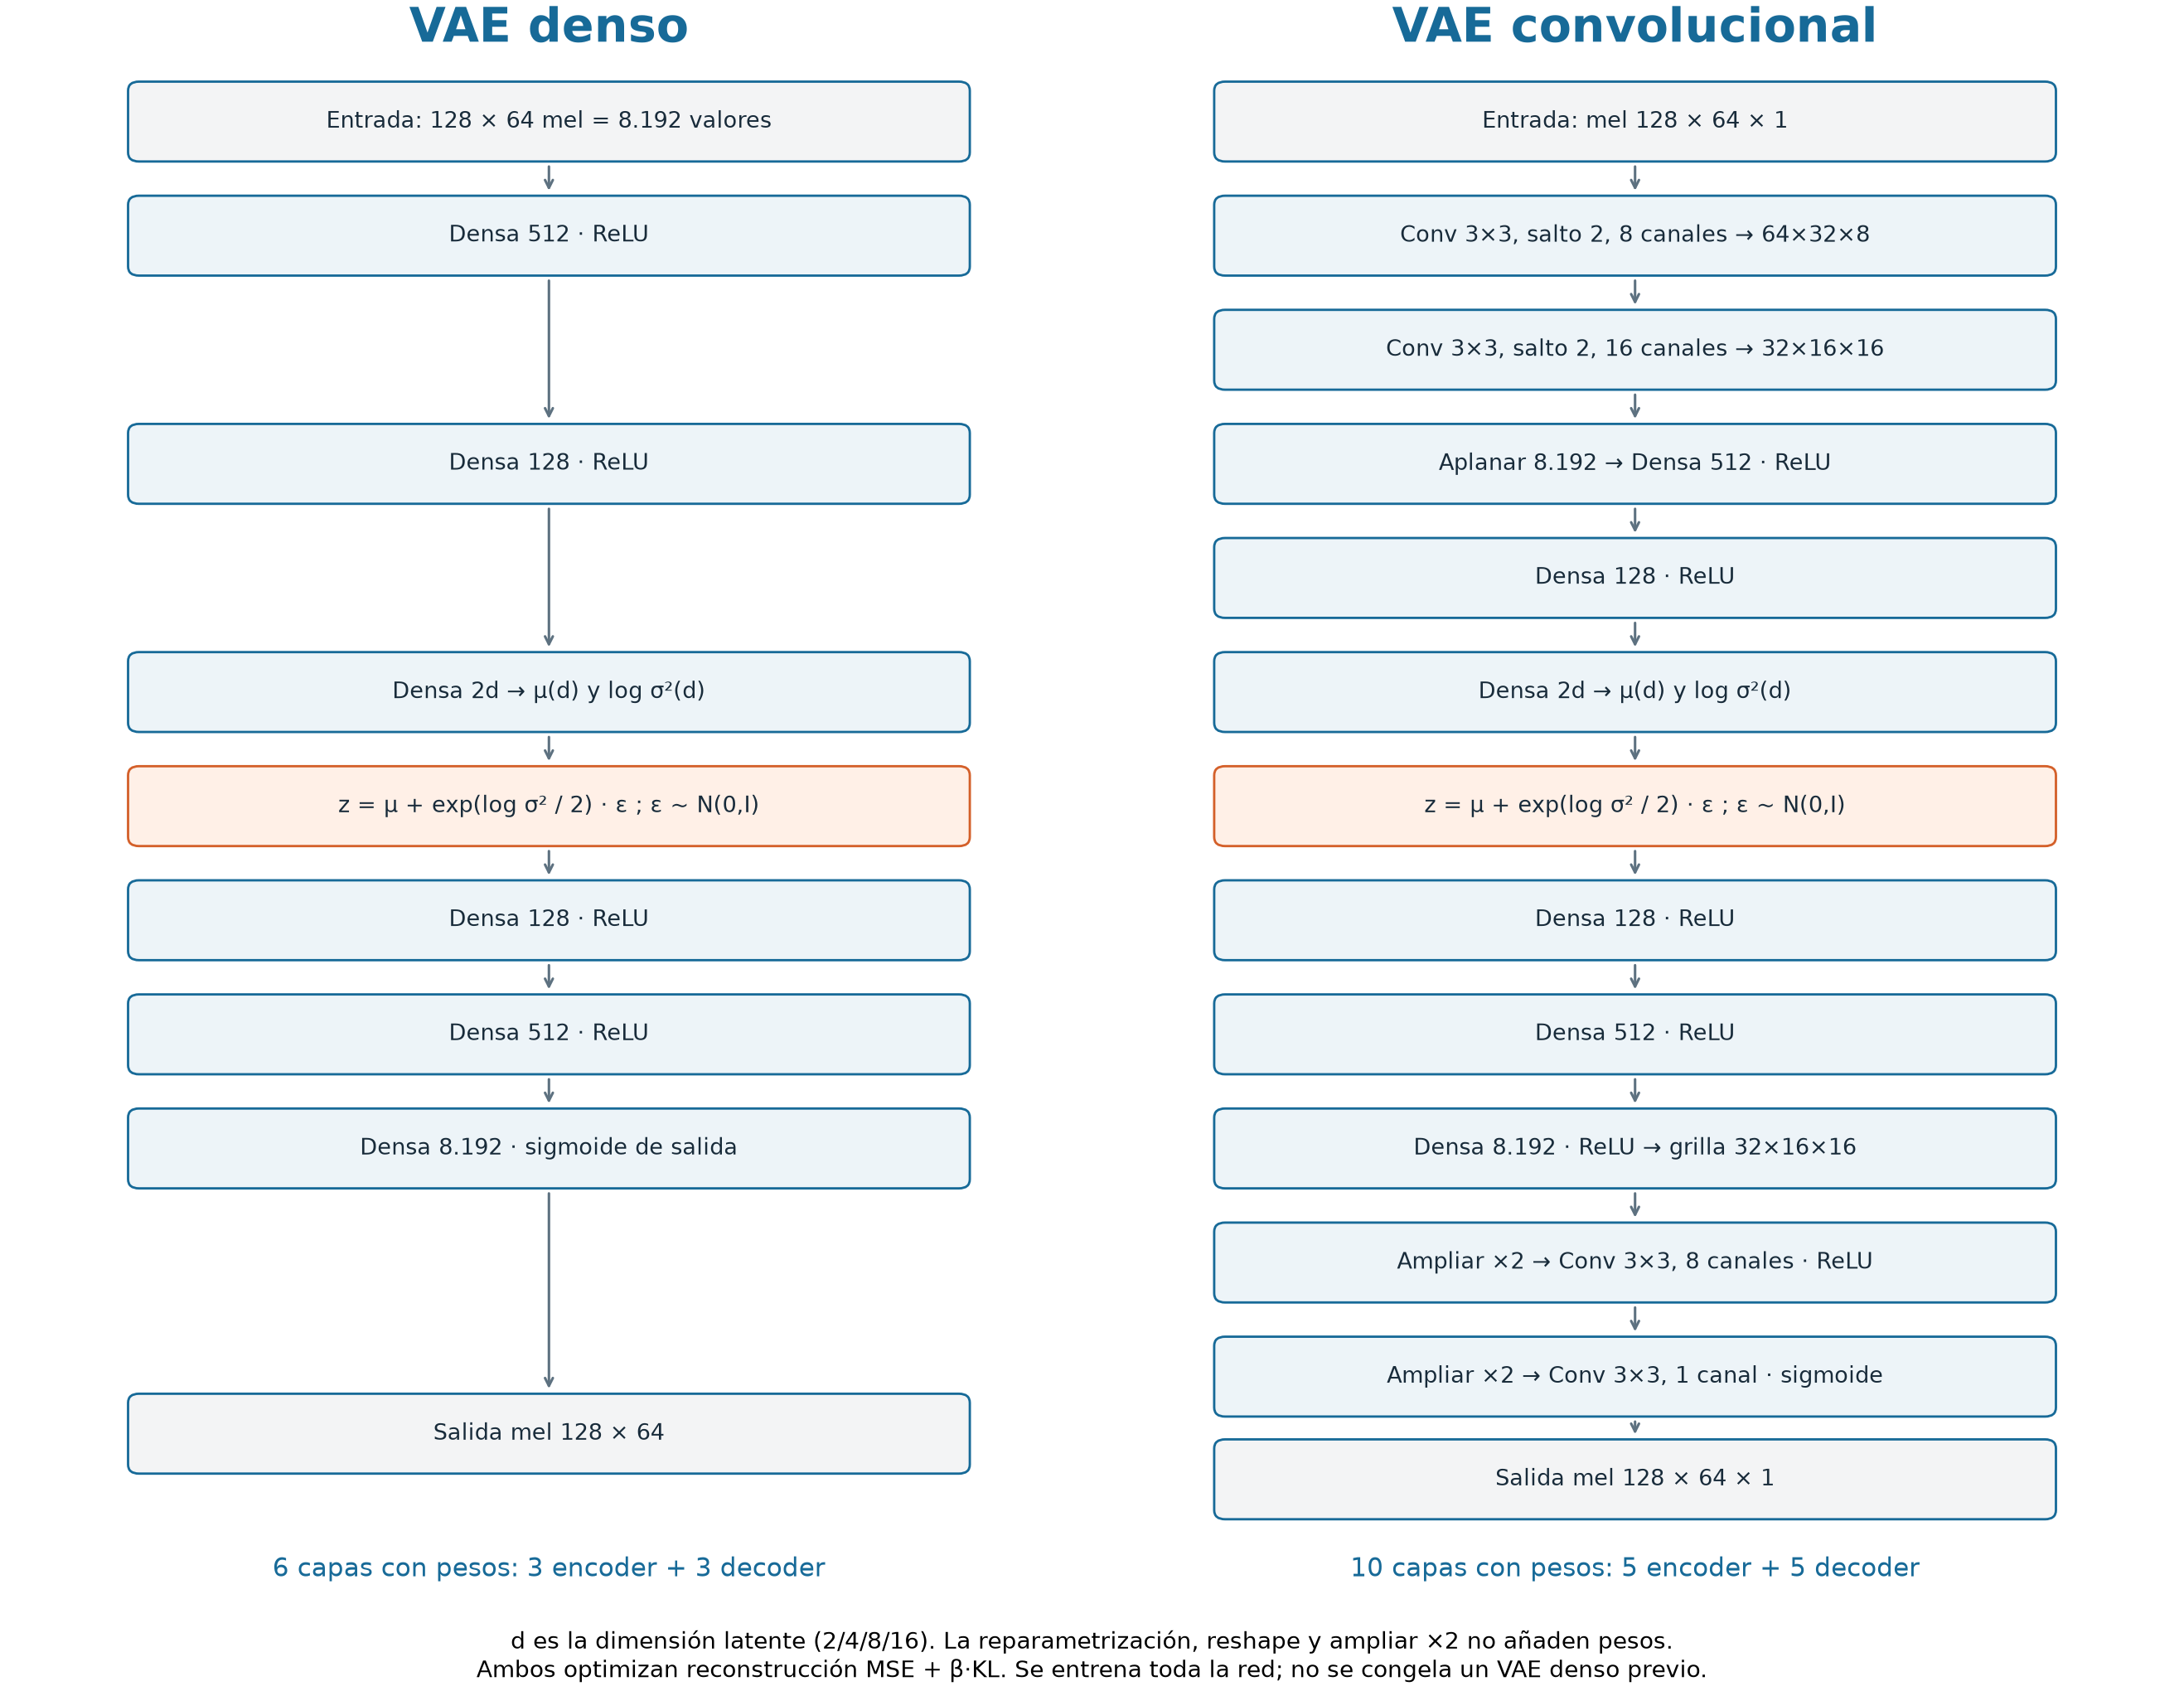 VAE denso
Entrada: 128 × 64 mel = 8.192 valores
Densa 512 · ReLU
Densa 128 · ReLU
Densa 2d → μ(d) y log σ²(d)
z = μ + exp(log σ² / 2) · ε ; ε ~ N(0,I)
Densa 128 · ReLU
Densa 512 · ReLU
Densa 8.192 · sigmoide de salida
Salida mel 128 × 64
6 capas con pesos: 3 encoder + 3 decoder
VAE convolucional
Entrada: mel 128 × 64 × 1
Conv 3×3, salto 2, 8 canales → 64×32×8
Conv 3×3, salto 2, 16 canales → 32×16×16
Aplanar 8.192 → Densa 512 · ReLU
Densa 128 · ReLU
Densa 2d → μ(d) y log σ²(d)
z = μ + exp(log σ² / 2) · ε ; ε ~ N(0,I)
Densa 128 · ReLU
Densa 512 · ReLU
Densa 8.192 · ReLU → grilla 32×16×16
Ampliar ×2 → Conv 3×3, 8 canales · ReLU
Ampliar ×2 → Conv 3×3, 1 canal · sigmoide
Salida mel 128 × 64 × 1
10 capas con pesos: 5 encoder + 5 decoder
d es la dimensión latente (2/4/8/16). La reparametrización, reshape y ampliar ×2 no añaden pesos.
Ambos optimizan reconstrucción MSE + β·KL. Se entrena toda la red; no se congela un VAE denso previo.